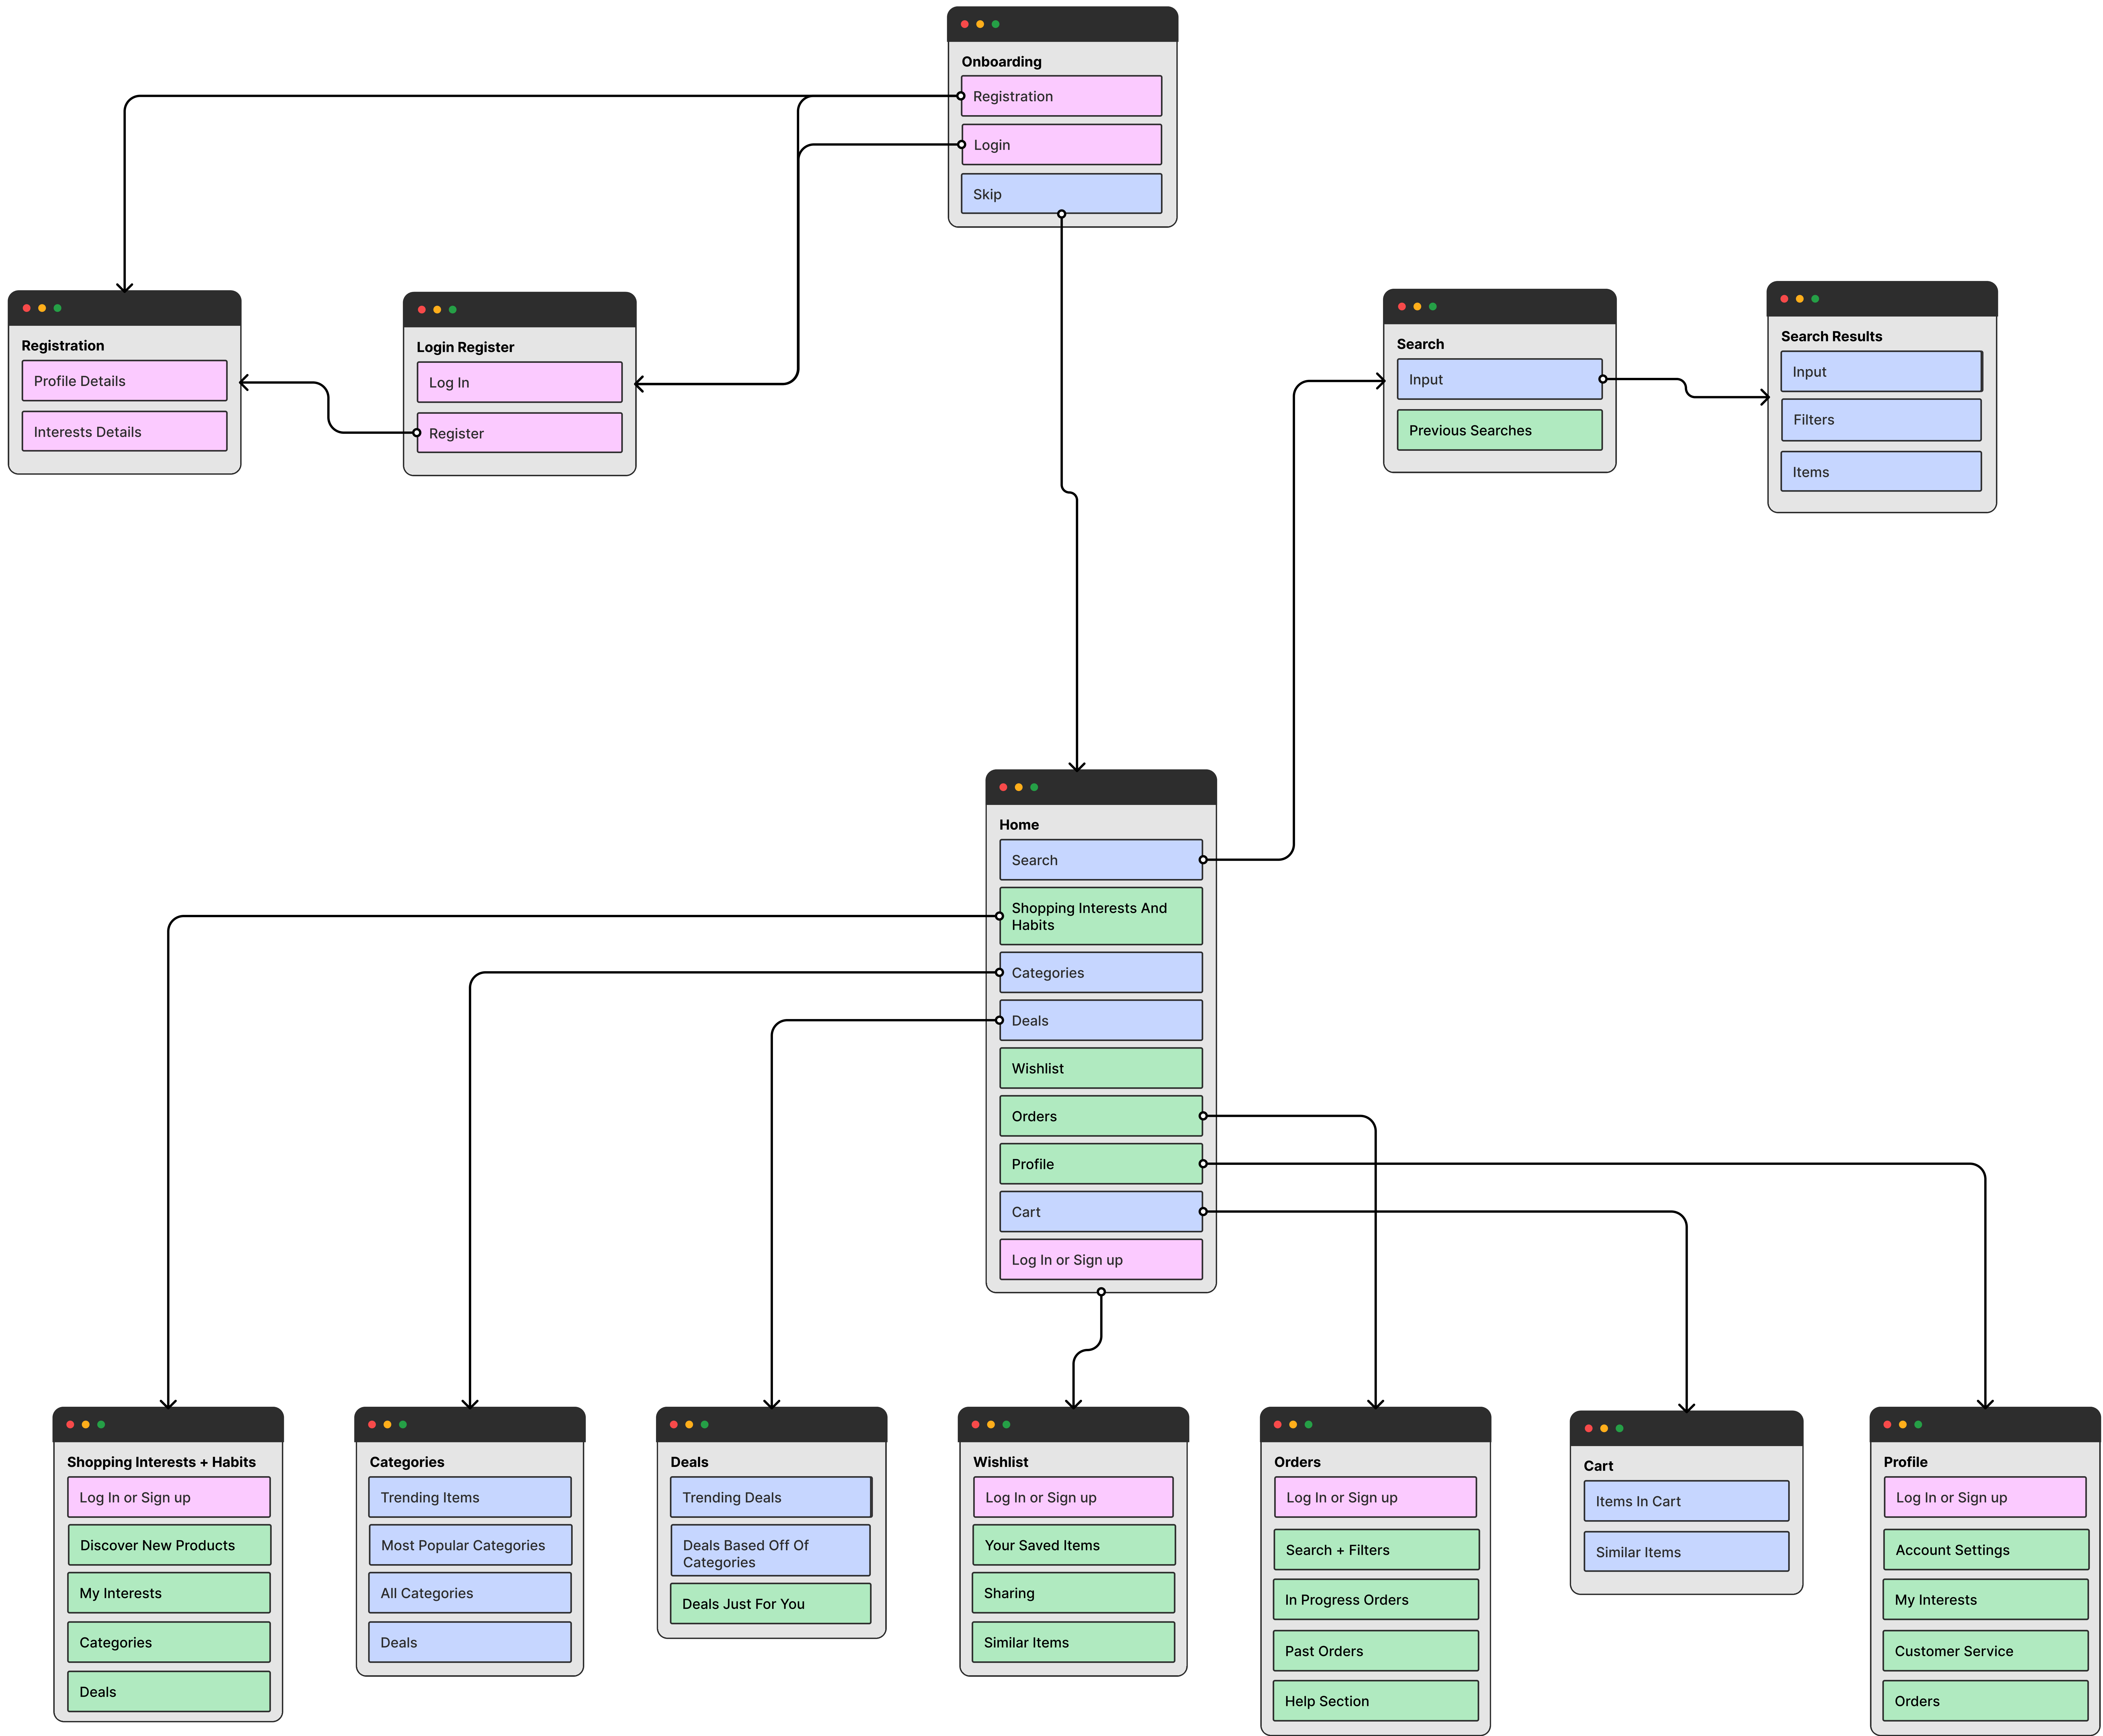 Onboarding
Registration
Login
Skip
Registration
Profile Details
Interests Details
Login Register
Log In
Register
Search
Input
Previous Searches
Search Results
Input
Filters
Items
Home
Search
Shopping Interests And
Habits
Categories
Deals
Wishlist
Orders
Profile
Cart
Log In or Sign up
Shopping Interests + Habits
Log In or Sign up
Discover New Products
My Interests
Categories
Deals
Categories
Trending Items
Most Popular Categories
All Categories
Deals
Deals
Trending Deals
Deals Based Off Of
Categories
Deals Just For You
Wishlist
Log In or Sign up
Your Saved Items
Sharing
Similar Items
Orders
Log In or Sign up
Search + Filters
In Progress Orders
Past Orders
Help Section
Cart
Items In Cart
Similar Items
Profile
Log In or Sign up
Account Settings
My Interests
Customer Service
Orders